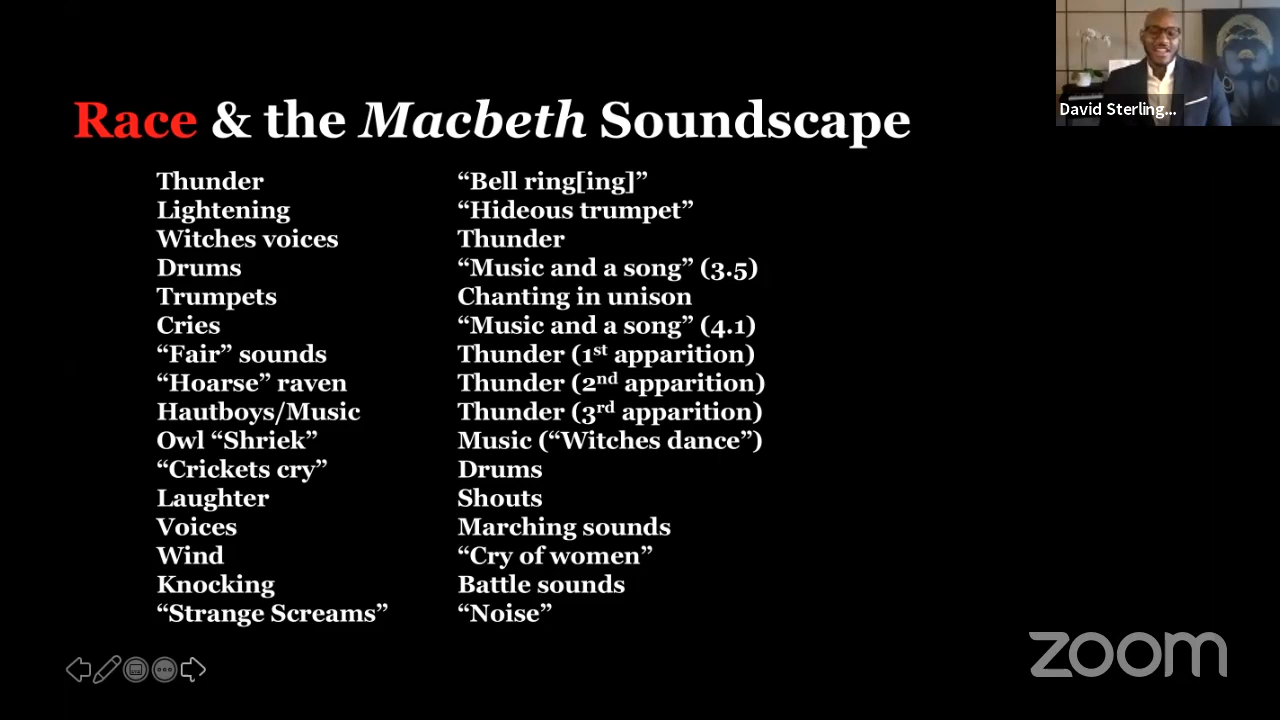 David Sterling...
Race & the Macbeth Soundscape
Thunder
Lightening
Witches voices
Drums
Trumpets
Cries
“Fair” sounds
“Hoarse” raven
Hautboys/Music
Owl “Shriek”
“Crickets cry”
Laughter
Voices
Wind
Knocking
“Strange Screams”
“Bell ring[ing]”
“Hideous trumpet”
Thunder
“Music and a song” (3.5)
Chanting in unison
“Music and a song” (4.1)
Thunder (1st apparition)
Thunder (2nd apparition)
Thunder (3rd apparition)
Music (“Witches dance”)
Drums
Shouts
Marching sounds
“Cry of women”
Battle sounds
“Noise”
zoom